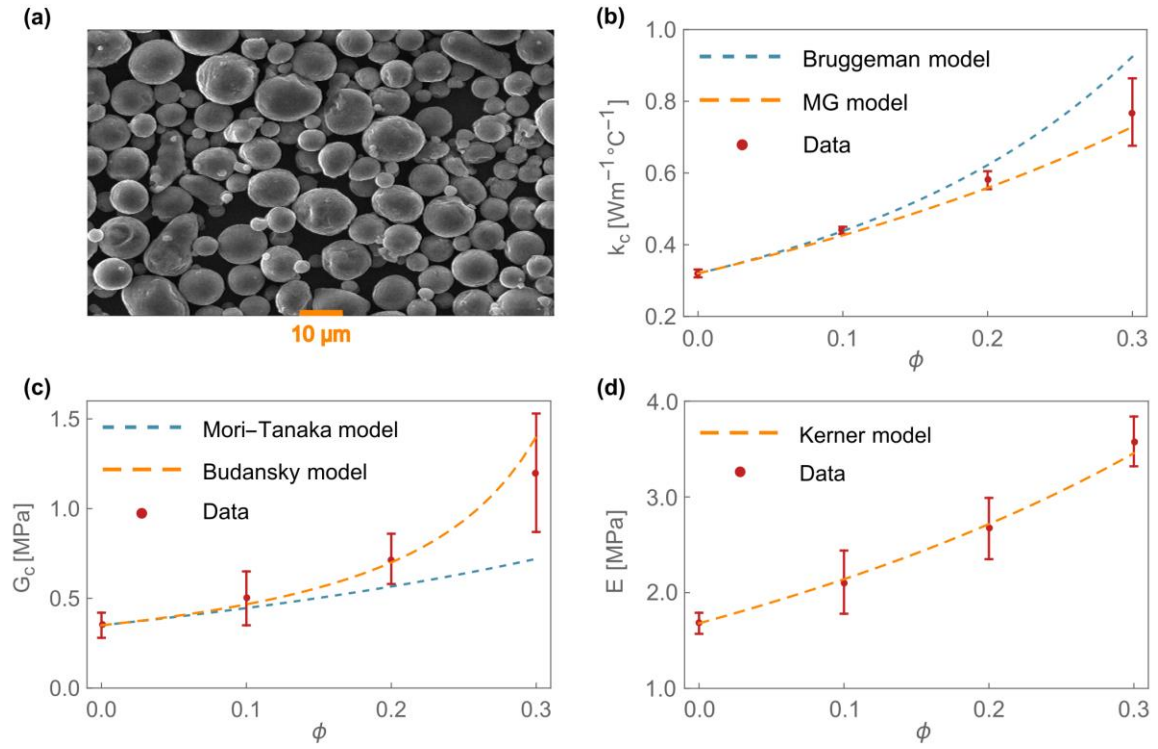 (a)
10 μm
(b)
1.0
0.8
0.6
0.4
0.2
k_c [Wm⁻¹°C⁻¹]
Bruggeman model
MG model
Data
0.0 0.1 0.2 0.3
ϕ
(c)
1.5
1.0
0.5
0.0
G_c [MPa]
Mori–Tanaka model
Budansky model
Data
0.0 0.1 0.2 0.3
ϕ
(d)
4.0
3.0
2.0
1.0
E [MPa]
Kerner model
Data
0.0 0.1 0.2 0.3
ϕ